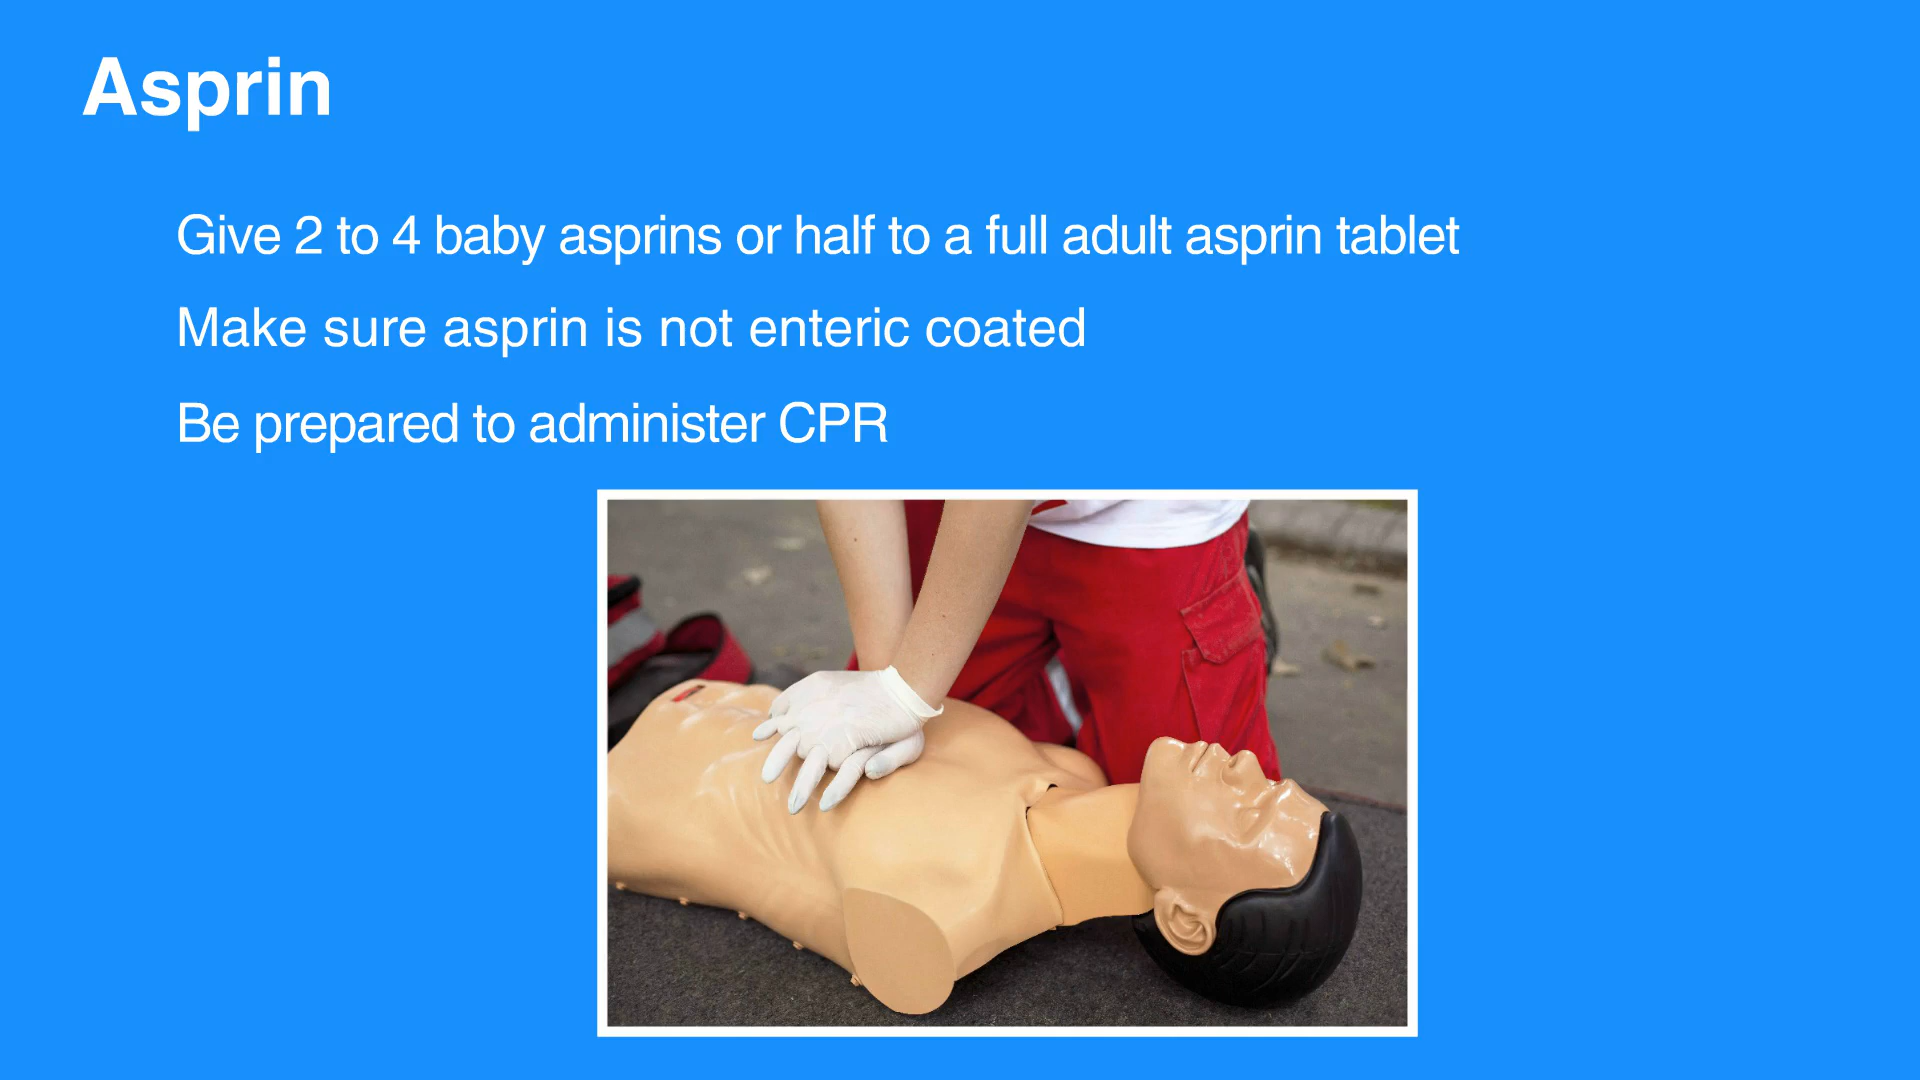 Asprin
Give 2 to 4 baby asprins or half to a full adult asprin tablet
Make sure asprin is not enteric coated
Be prepared to administer CPR